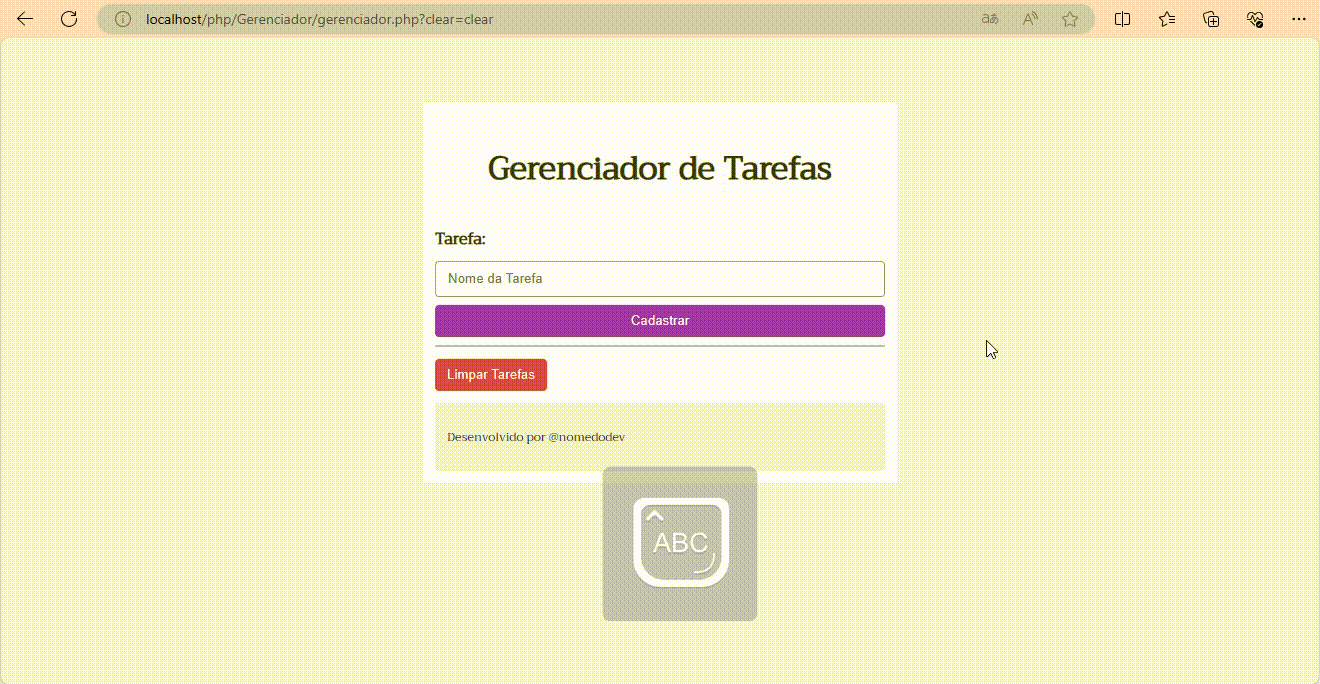 localhost/php/Gerenciador/gerenciador.php?clear=clear
Gerenciador de Tarefas
Tarefa:
Nome da Tarefa
Cadastrar
Limpar Tarefas
Desenvolvido por @nomedodev
ABC